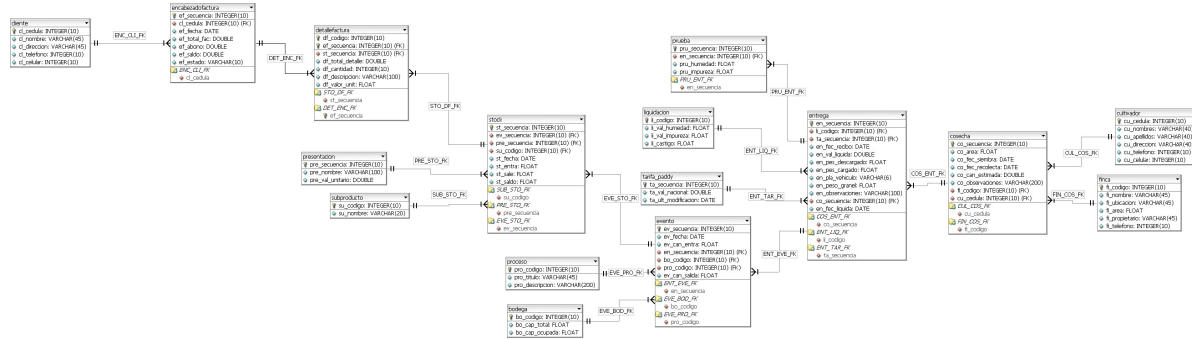 cliente
cl_cedula: INTEGER(10)
cl_nombre: VARCHAR(45)
cl_direccion: VARCHAR(45)
cl_telefono: INTEGER(10)
cl_celular: INTEGER(10)
ENC_CLI_FK
encabezadofactura
ef_secuencia: INTEGER(10)
cl_cedula: INTEGER(10) (FK)
ef_fecha: DATE
ef_total_fac: DOUBLE
ef_abono: DOUBLE
ef_saldo: DOUBLE
ef_estado: VARCHAR(10)
ENC_CLI_FK
cl_cedula
DET_ENC_FK
detallefactura
df_codigo: INTEGER(10)
ef_secuencia: INTEGER(10) (FK)
st_secuencia: INTEGER(10) (FK)
df_total_detalle: DOUBLE
df_cantidad: INTEGER(10)
df_descripcion: VARCHAR(100)
df_valor_unit: FLOAT
STO_DF_FK
st_secuencia
DET_ENC_FK
ef_secuencia
STO_DF_FK
presentacion
pre_secuencia: INTEGER(10)
pre_nombre: VARCHAR(100)
pre_val_unitario: DOUBLE
PRE_STO_FK
subproducto
su_codigo: INTEGER(10)
su_nombre: VARCHAR(20)
SUB_STO_FK
stock
st_secuencia: INTEGER(10)
ev_secuencia: INTEGER(10) (FK)
pre_secuencia: INTEGER(10) (FK)
su_codigo: INTEGER(10) (FK)
st_fecha: DATE
st_entra: FLOAT
st_sale: FLOAT
st_saldo: FLOAT
SUB_STO_FK
su_codigo
PRE_STO_FK
pre_secuencia
EVE_STO_FK
ev_secuencia
EVE_STO_FK
proceso
pro_codigo: INTEGER(10)
pro_titulo: VARCHAR(45)
pro_descripcion: VARCHAR(200)
EVE_PRO_FK
bodega
bo_codigo: INTEGER(10)
bo_cap_total: FLOAT
bo_cap_ocupada: FLOAT
EVE_BOD_FK
prueba
pru_secuencia: INTEGER(10)
en_secuencia: INTEGER(10) (FK)
pru_humedad: FLOAT
pru_impureza: FLOAT
PRU_ENT_FK
en_secuencia
PRU_ENT_FK
liquidacion
li_codigo: INTEGER(10)
li_val_humedad: FLOAT
li_val_impureza: FLOAT
li_castigo: FLOAT
ENT_LIQ_FK
tarifa_paddy
ta_secuencia: INTEGER(10)
ta_val_nacional: DOUBLE
ta_ult_modificacion: DATE
ENT_TAR_FK
evento
ev_secuencia: INTEGER(10)
ev_fecha: DATE
ev_can_entra: FLOAT
en_secuencia: INTEGER(10) (FK)
bo_codigo: INTEGER(10) (FK)
pro_codigo: INTEGER(10) (FK)
ev_can_salida: FLOAT
ENT_EVE_FK
en_secuencia
EVE_BOD_FK
bo_codigo
EVE_PRO_FK
pro_codigo
ENT_EVE_FK
entrega
en_secuencia: INTEGER(10)
li_codigo: INTEGER(10) (FK)
ta_secuencia: INTEGER(10) (FK)
en_fec_recibo: DATE
en_val_liquids: DOUBLE
en_pes_descargado: FLOAT
en_pes_cargado: FLOAT
en_pla_vehiculo: VARCHAR(6)
en_peso_granel: FLOAT
en_observaciones: VARCHAR(100)
co_secuencia: INTEGER(10) (FK)
en_fec_liquida: DATE
COS_ENT_FK
co_secuencia
ENT_LIQ_FK
li_codigo
ENT_TAR_FK
ta_secuencia
COS_ENT_FK
cosecha
co_secuencia: INTEGER(10)
co_area: FLOAT
co_fec_siembra: DATE
co_fec_recolecta: DATE
co_can_estimada: DOUBLE
co_observaciones: VARCHAR(200)
fi_codigo: INTEGER(10) (FK)
cu_cedula: INTEGER(10) (FK)
CUL_COS_FK
cu_cedula
FIN_COS_FK
fi_codigo
CUL_COS_FK
FIN_COS_FK
cultivador
cu_cedula: INTEGER(10)
cu_nombres: VARCHAR(40)
cu_apellidos: VARCHAR(40)
cu_direccion: VARCHAR(40)
cu_telefono: INTEGER(10)
cu_celular: INTEGER(10)
finca
fi_codigo: INTEGER(10)
fi_nombre: VARCHAR(45)
fi_ubicacion: VARCHAR(45)
fi_area: FLOAT
fi_propietario: VARCHAR(45)
fi_telefono: INTEGER(10)